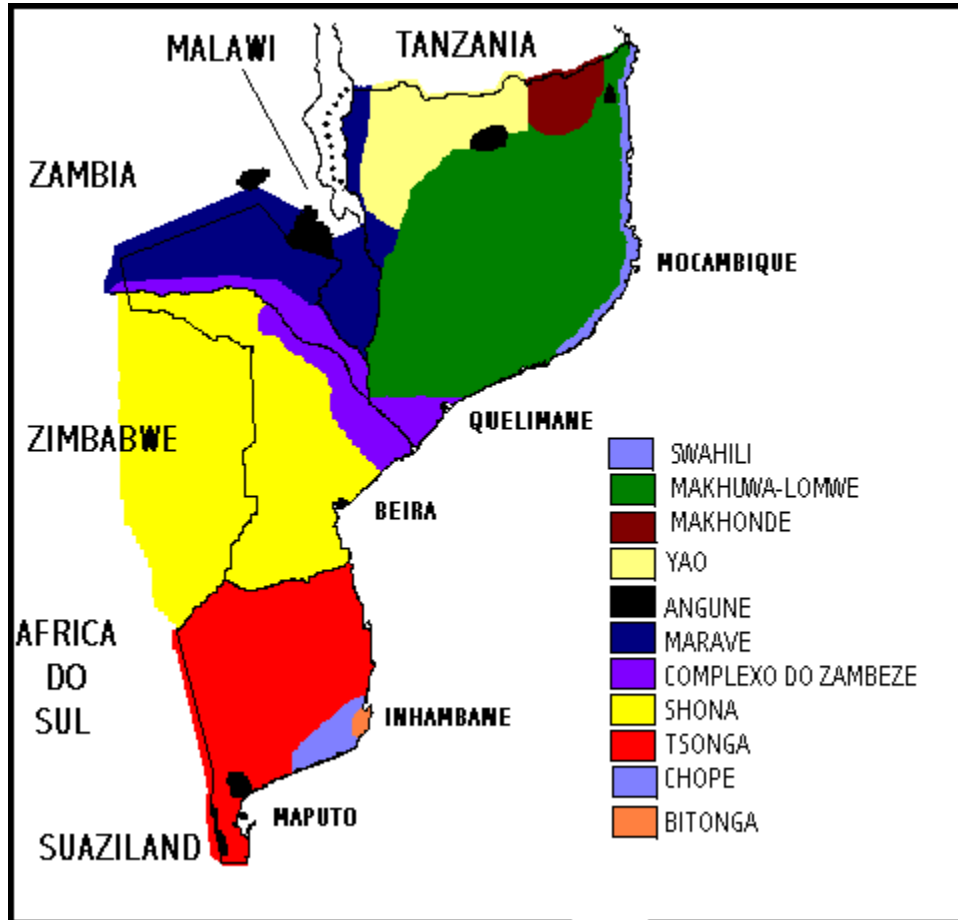 MALAWI
TANZANIA
ZAMBIA
MOCAMBIQUE
ZIMBABWE
QUELIMANE
BEIRA
SWAHILI
MAKHUWA-LOMWE
MAKHONDE
YAO
ANGUNE
MARAVE
COMPLEXO DO ZAMBEZE
SHONA
TSONGA
CHOPE
BITONGA
AFRICA
DO
SUL
INHAMBANE
MAPUTO
SUAZILAND